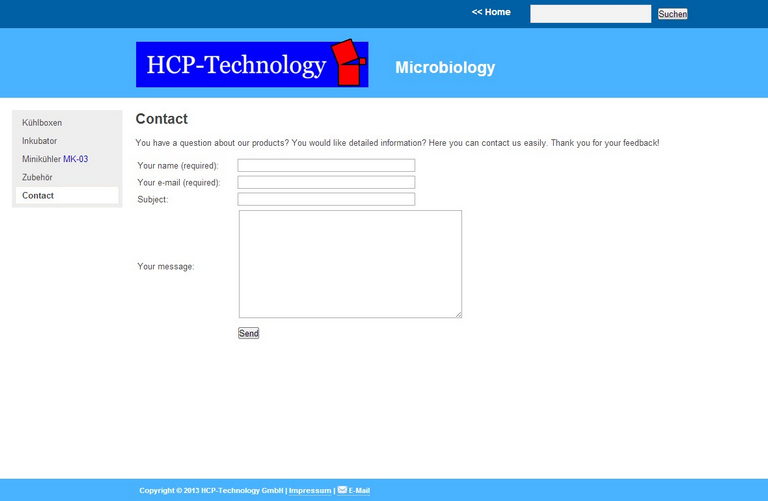 << Home
Suchen
HCP-Technology
Microbiology
Kühlboxen
Inkubator
Minikühler MK-03
Zubehör
Contact
Contact
You have a question about our products? You would like detailed information? Here you can contact us easily. Thank you for your feedback!
Your name (required):
Your e-mail (required):
Subject:
Your message:
Send
Copyright © 2013 HCP-Technology GmbH | Impressum | E-Mail